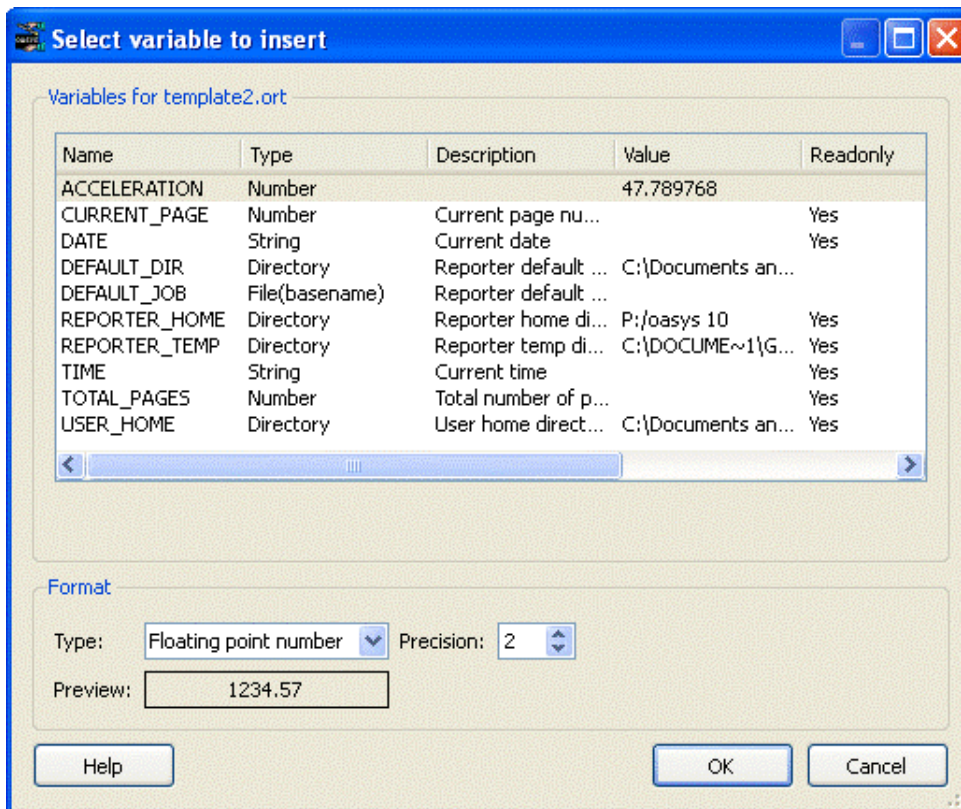 Select variable to insert
Variables for template2.ort
Name Type Description Value Readonly
ACCELERATION Number 47.789768
CURRENT_PAGE Number Current page nu... Yes
DATE String Current date Yes
DEFAULT_DIR Directory Reporter default ... C:\Documents an...
DEFAULT_JOB File(basename) Reporter default ...
REPORTER_HOME Directory Reporter home di... P:/oasys 10 Yes
REPORTER_TEMP Directory Reporter temp di... C:\DOCUME~1\G... Yes
TIME String Current time Yes
TOTAL_PAGES Number Total number of p... Yes
USER_HOME Directory User home direct... C:\Documents an... Yes
Format
Type: Floating point number Precision: 2
Preview: 1234.57
Help OK Cancel